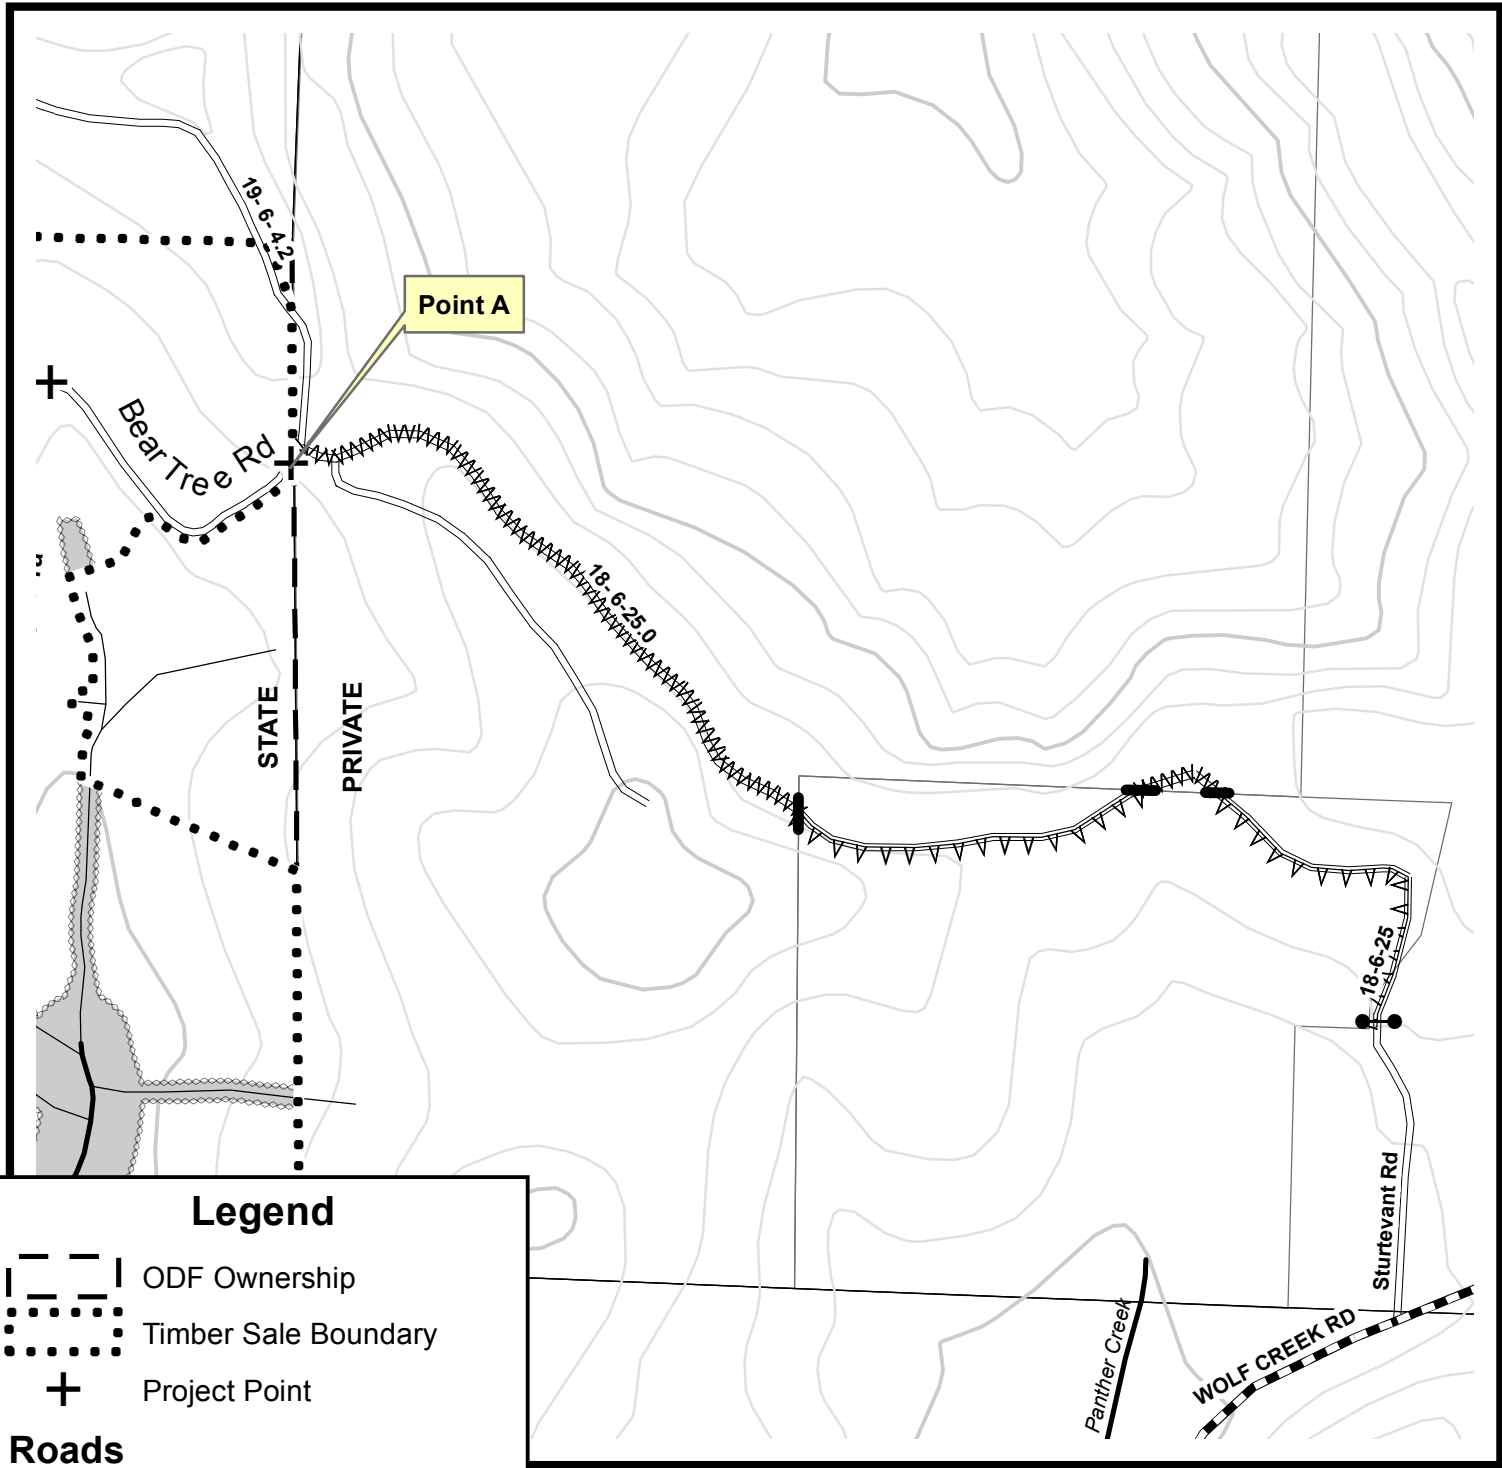 19- 6- 4.2
Point A
Bear Tree Rd
18- 6-25.0
STATE
PRIVATE
18-6-25
Sturtevant Rd
Panther Creek
WOLF CREEK RD
Legend
ODF Ownership
Timber Sale Boundary
Project Point
Roads